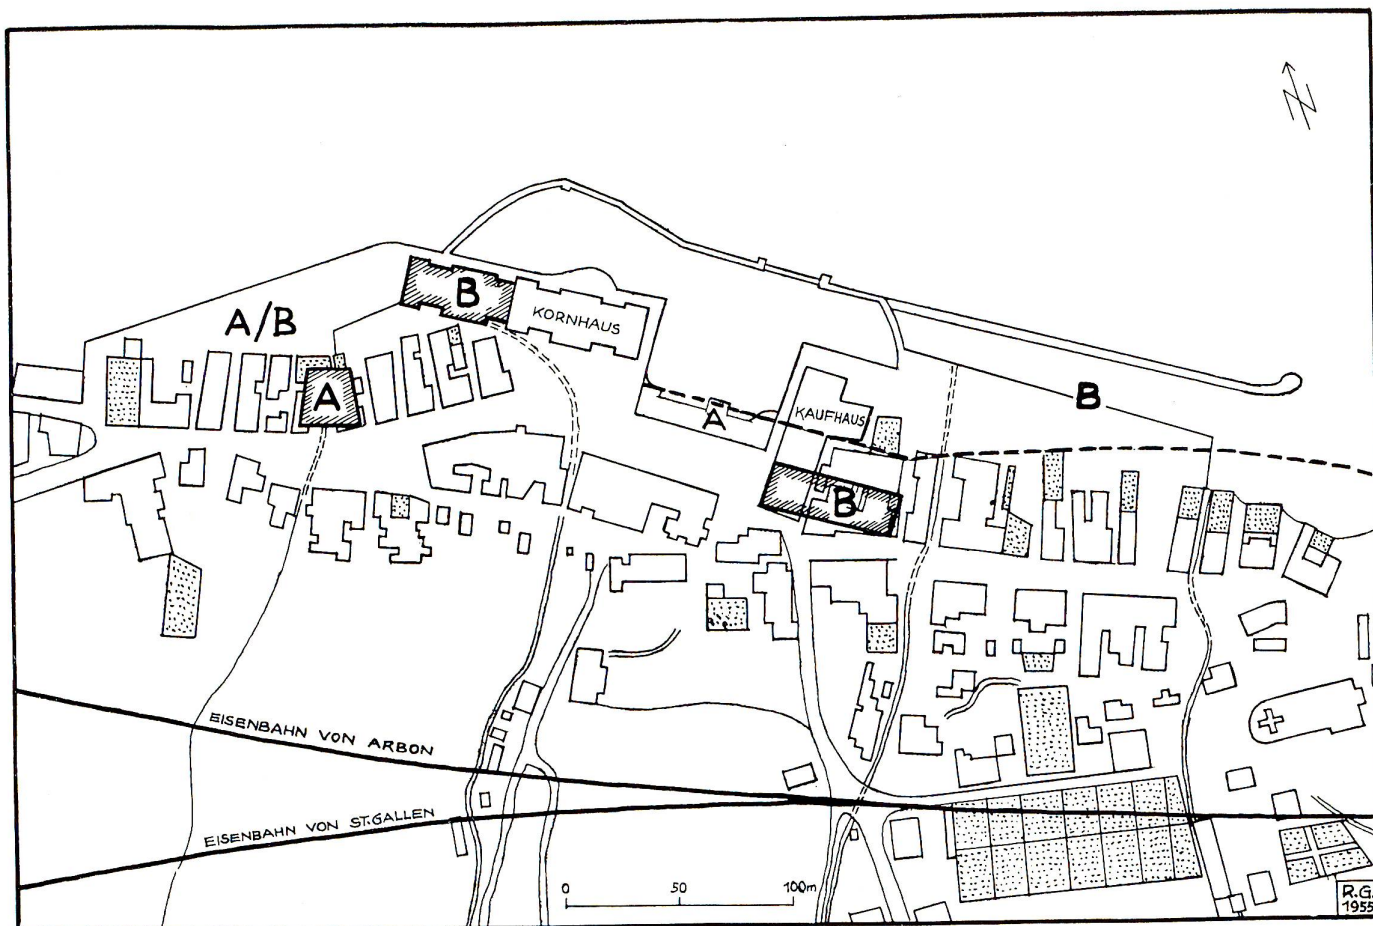 B
KORNHAUS
A/B
A
B
A
KAUFHAUS
B
EISENBAHN VON ARBON
EISENBAHN VON ST.GALLEN
0 50 100m
R.G.
1955